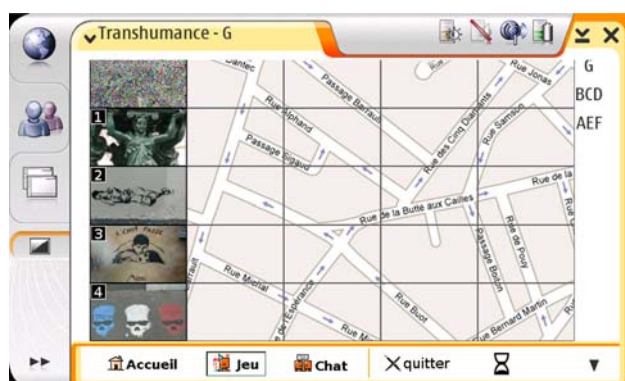 Transhumance - G
G
BCD
AEF
Dantec
Passage Barrault
Rue Jonas
Rue Alphand
Rue des Cinq Diamants
Rue Samson
1
Passage Sigaud
2
Rue de la
Rue de la Butte aux Cailles
3
Passage Boiton
Rue de Pouy
Rue Michal
Rue Buot
4
Rue Bernard Martin
Accueil
Jeu
Chat
quitter